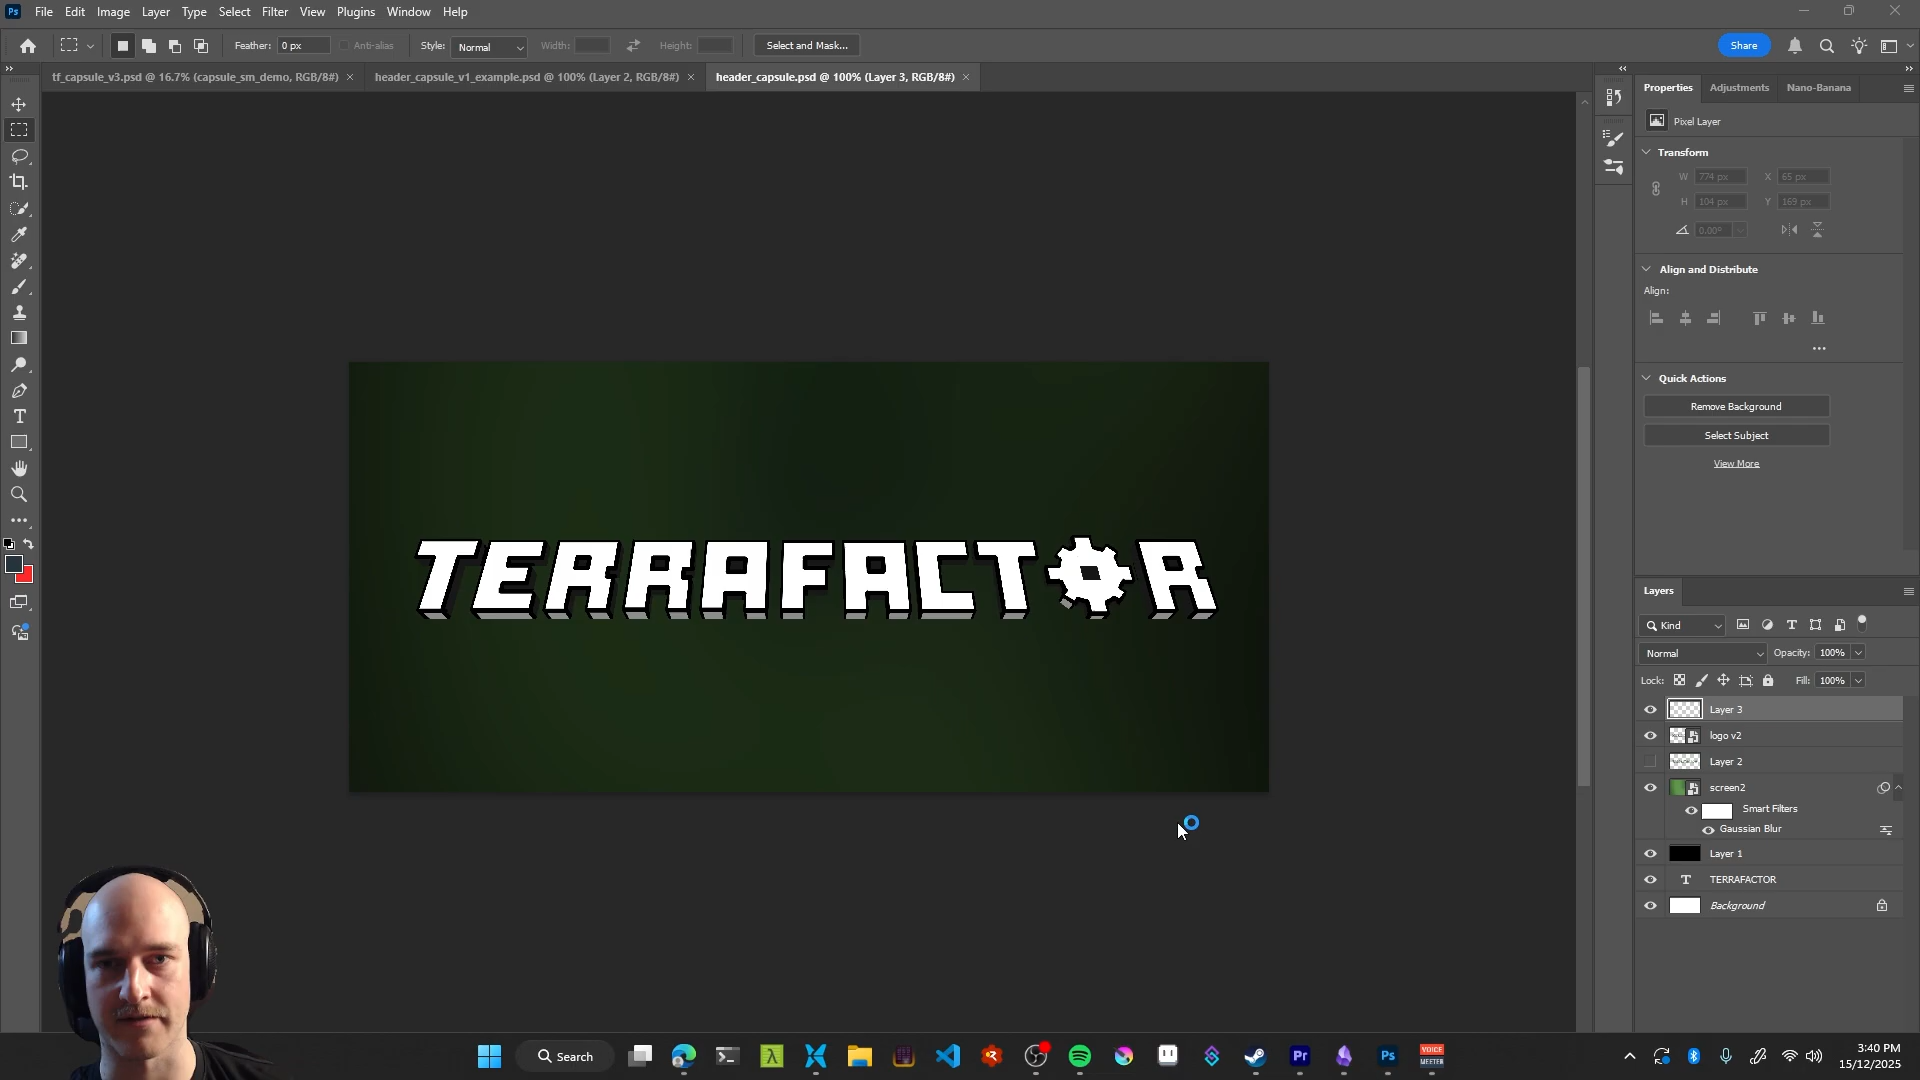 Ps File Edit Image Layer Type Select Filter View Plugins Window Help
Feather: 0 px Anti-alias Style: Normal Width: Height: Select and Mask... Share
tf_capsule_v3.psd @ 16.7% (capsule_sm_demo, RGB/8#) header_capsule_v1_example.psd @ 100% (Layer 2, RGB/8#) header_capsule.psd @ 100% (Layer 3, RGB/8#)
Properties Adjustments Nano-Banana
Pixel Layer
Transform
W 774 px X 65 px
H 104 px Y 169 px
0.00°
Align and Distribute
Align:
Quick Actions
Remove Background
Select Subject
View More
TERRAFACTOR
Layers
Kind
Normal Opacity: 100%
Lock: Fill: 100%
Layer 3
logo v2
Layer 2
screen2
Smart Filters
Gaussian Blur
Layer 1
T TERRAFACTOR
Background
Search
Pr
Ps
VOICE
MEETER
3:40 PM
15/12/2025